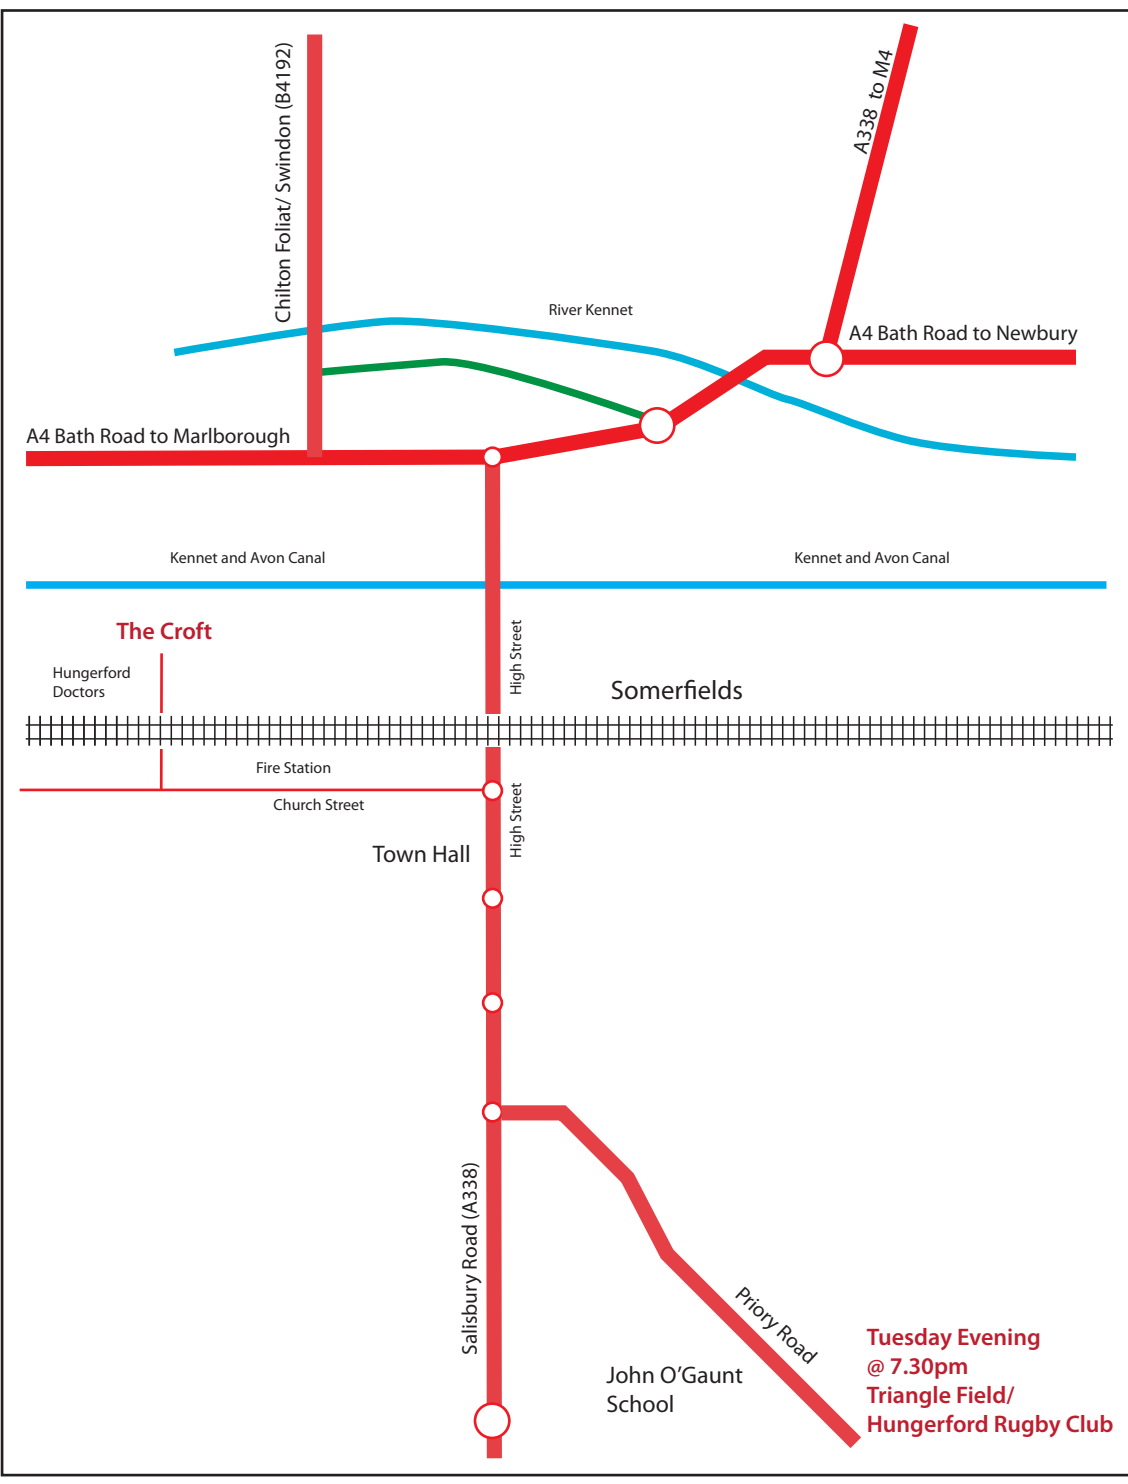 Chilton Foliat/ Swindon (B4192)
A338  to M4
River Kennet
A4 Bath Road to Newbury
A4 Bath Road to Marlborough
Kennet and Avon Canal
Kennet and Avon Canal
The Croft
Hungerford
Doctors
High Street
Somerfields
Fire Station
Church Street
High Street
Town Hall
Salisbury Road (A338)
Priory Road
John O'Gaunt
School
Tuesday Evening
@ 7.30pm
Triangle Field/
Hungerford Rugby Club